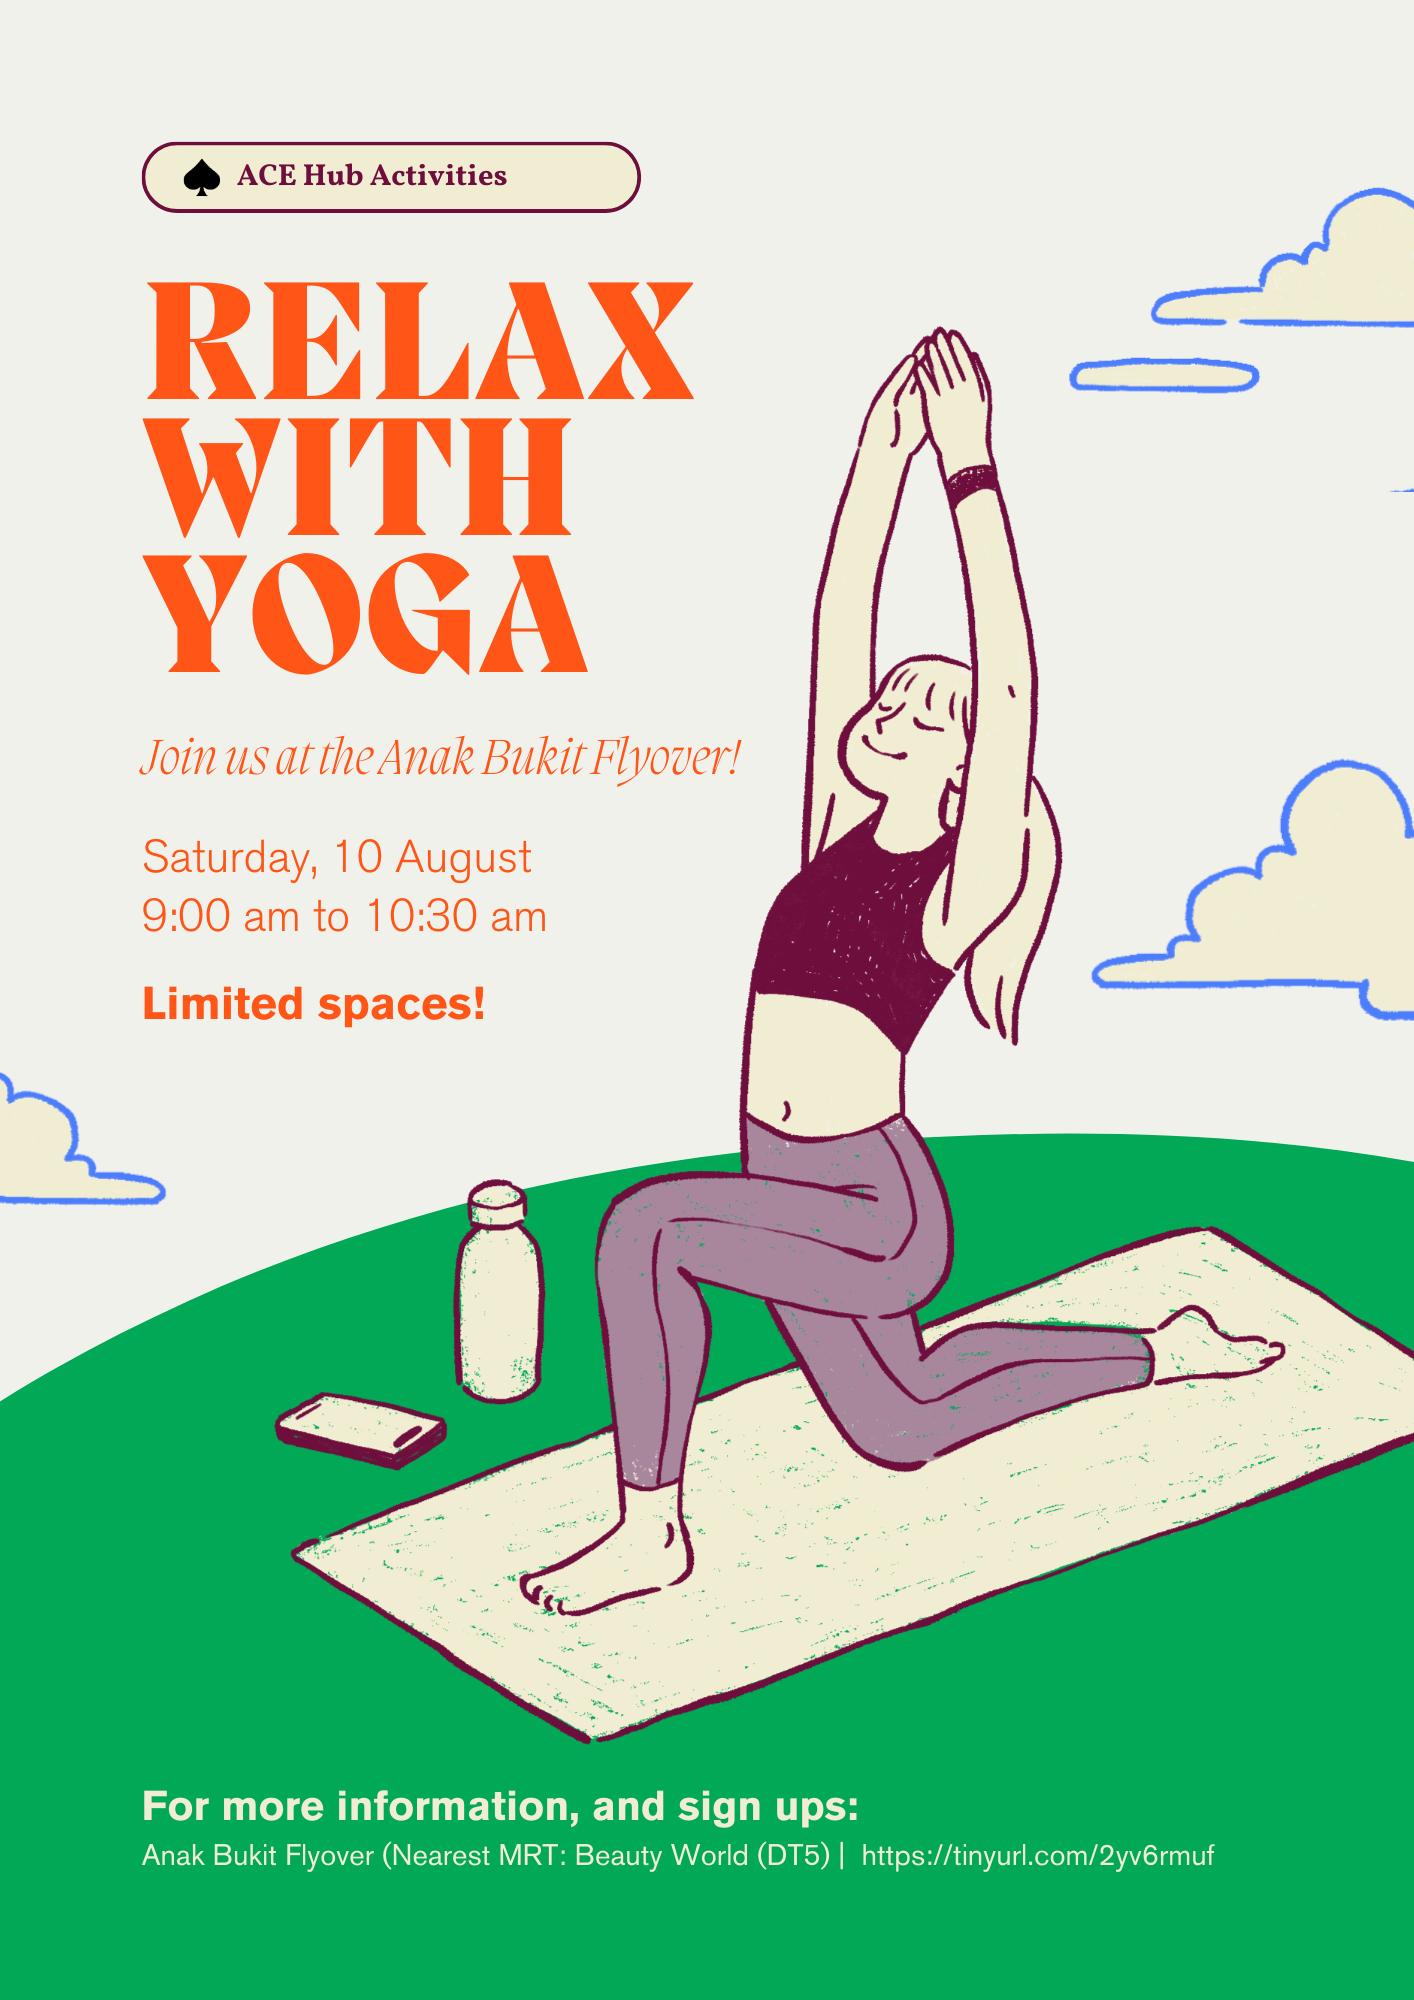 ACE Hub Activities
RELAX
WITH
YOGA
Join us at the Anak Bukit Flyover!
Saturday, 10 August
9:00 am to 10:30 am
Limited spaces!
For more information, and sign ups:
Anak Bukit Flyover (Nearest MRT: Beauty World (DT5) | https://tinyurl.com/2yv6rmuf